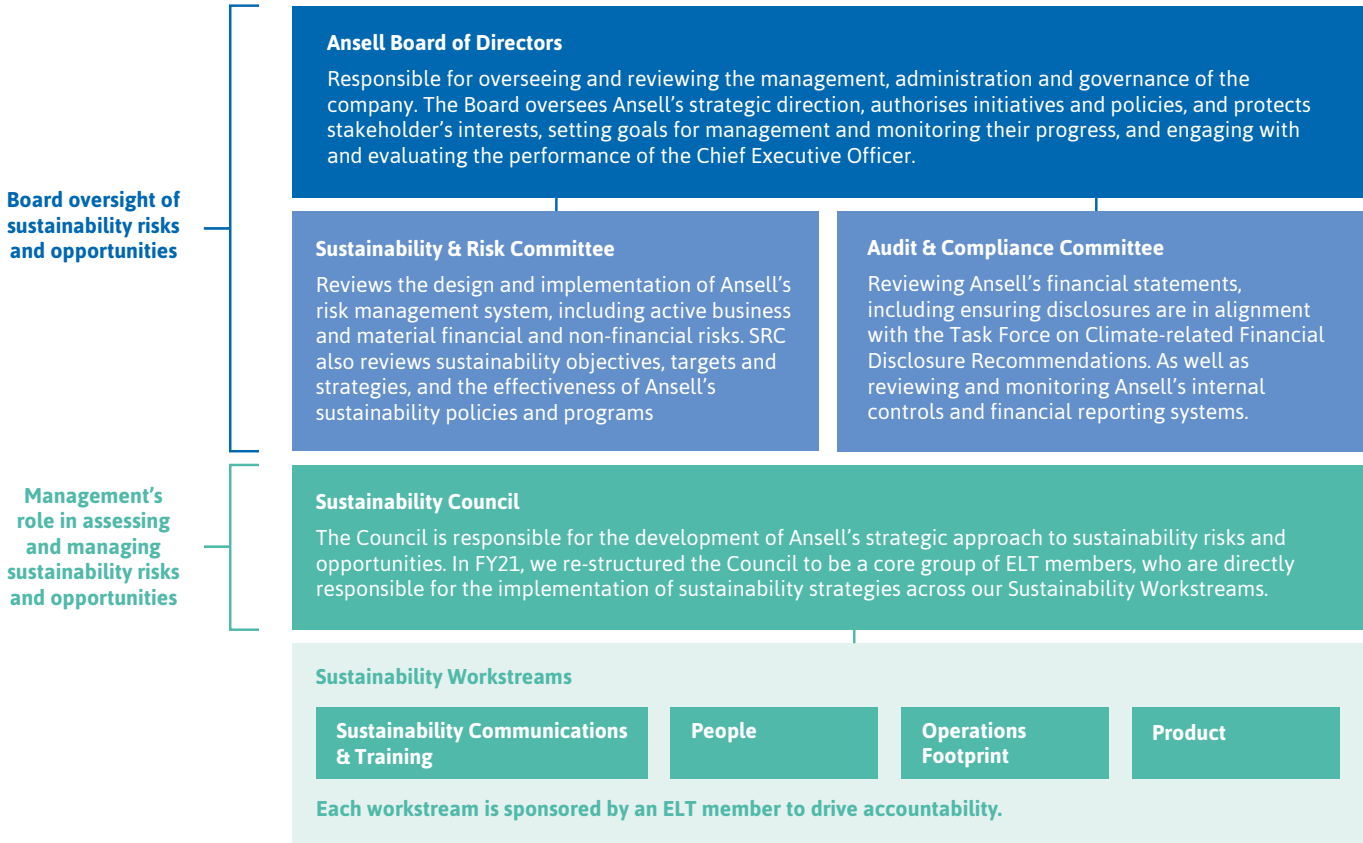 Ansell Board of Directors
Responsible for overseeing and reviewing the management, administration and governance of the
company. The Board oversees Ansell's strategic direction, authorises initiatives and policies, and protects
stakeholder's interests, setting goals for management and monitoring their progress, and engaging with
and evaluating the performance of the Chief Executive Officer.
Board oversight of
sustainability risks
and opportunities
Sustainability & Risk Committee
Reviews the design and implementation of Ansell's
risk management system, including active business
and material financial and non-financial risks. SRC
also reviews sustainability objectives, targets and
strategies, and the effectiveness of Ansell's
sustainability policies and programs
Audit & Compliance Committee
Reviewing Ansell's financial statements,
including ensuring disclosures are in alignment
with the Task Force on Climate-related Financial
Disclosure Recommendations. As well as
reviewing and monitoring Ansell's internal
controls and financial reporting systems.
Management's
role in assessing
and managing
sustainability risks
and opportunities
Sustainability Council
The Council is responsible for the development of Ansell's strategic approach to sustainability risks and
opportunities. In FY21, we re-structured the Council to be a core group of ELT members, who are directly
responsible for the implementation of sustainability strategies across our Sustainability Workstreams.
Sustainability Workstreams
Sustainability Communications
& Training
People
Operations
Footprint
Product
Each workstream is sponsored by an ELT member to drive accountability.